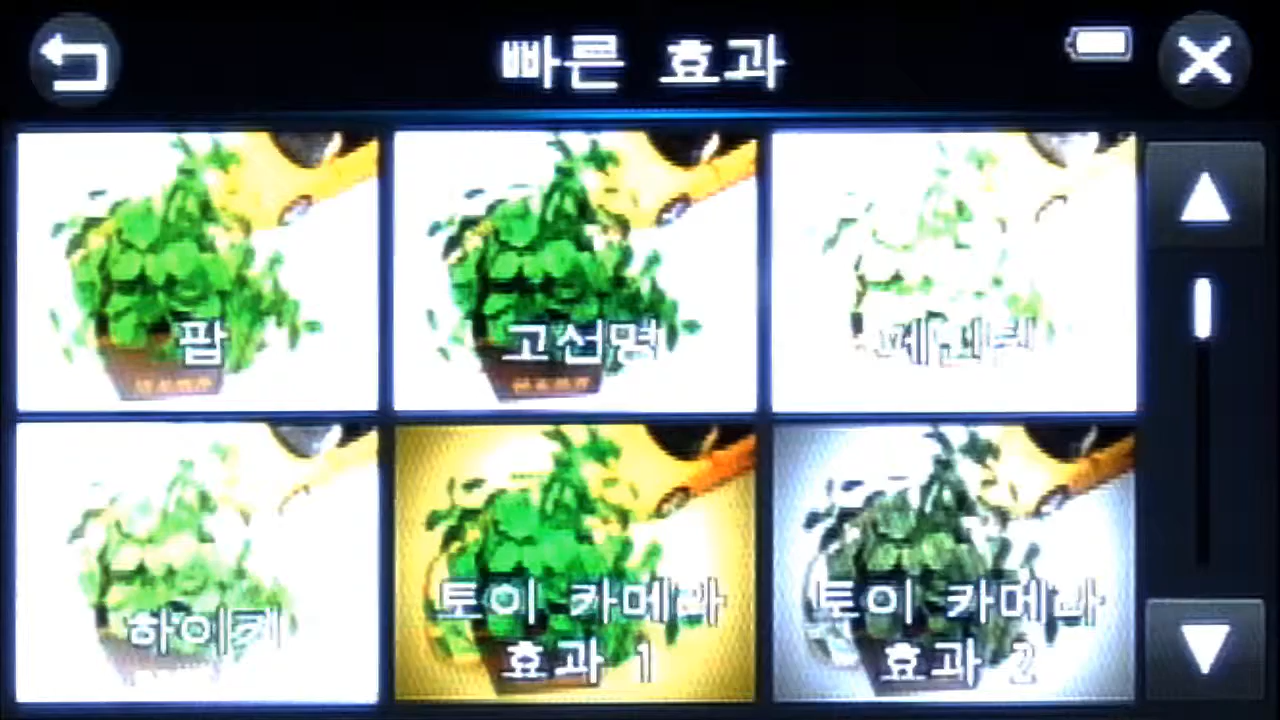 빠른 효과
팝
고선명
하이키
토이 카메라
효과 1
토이 카메라
효과 2